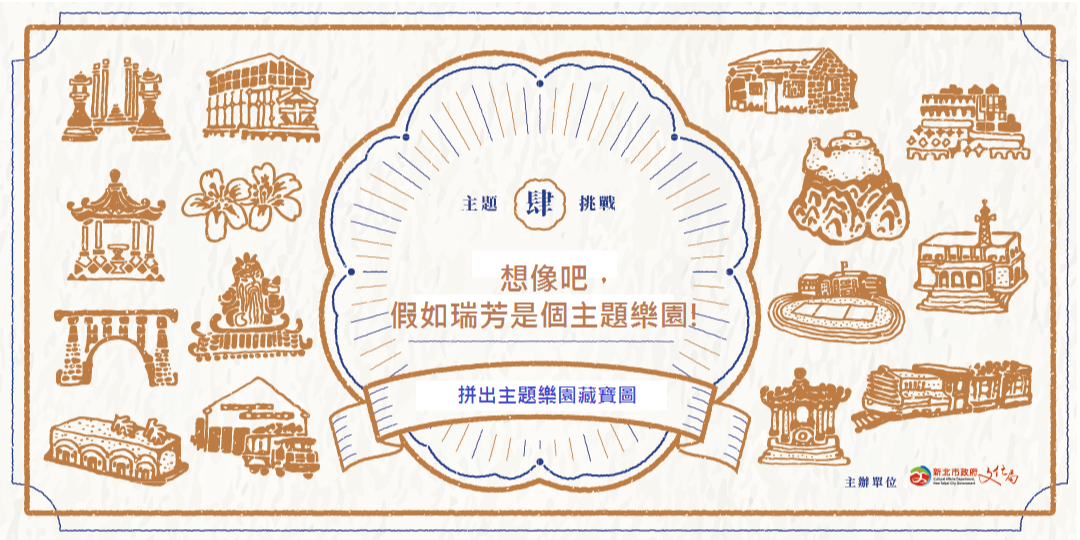 主題 肆 挑戰
想像吧，
假如瑞芳是個主題樂園!
拼出主題樂園藏寶圖
主辦單位
新北市政府
Cultural Affairs Department,
New Taipei City Government
文化局